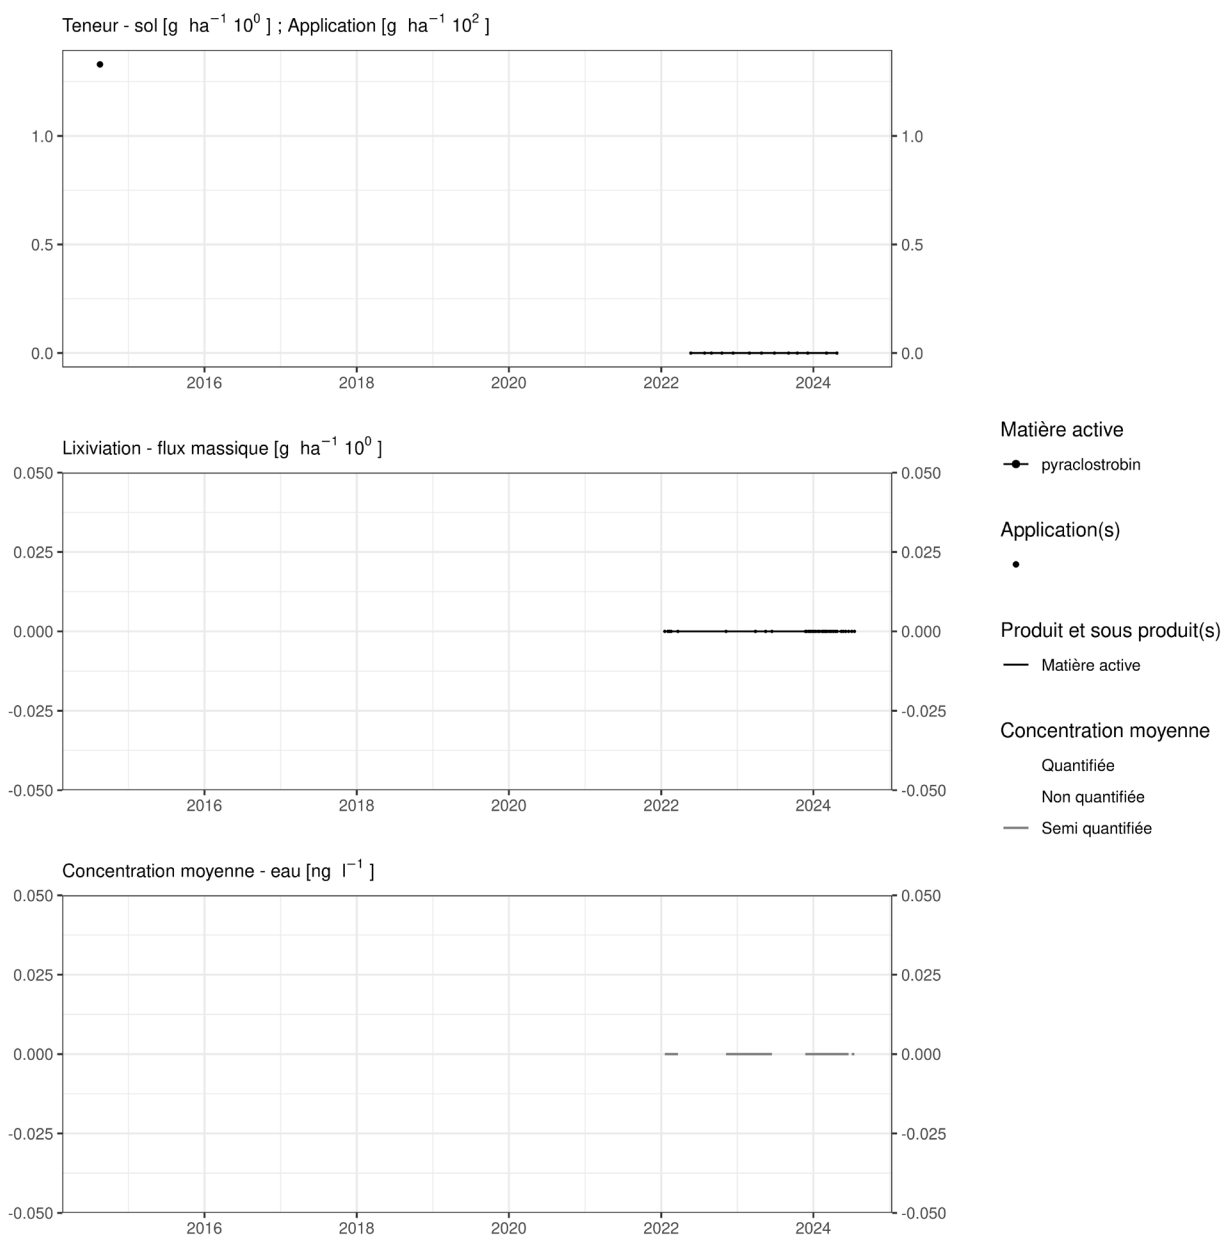 Teneur - sol [g ha⁻¹ 10⁰ ] ; Application [g ha⁻¹ 10² ]
1.0
0.5
0.0
1.0
0.5
0.0
2016 2018 2020 2022 2024
Lixiviation - flux massique [g ha⁻¹ 10⁰ ]
0.050
0.025
0.000
-0.025
-0.050
0.050
0.025
0.000
-0.025
-0.050
2016 2018 2020 2022 2024
Concentration moyenne - eau [ng l⁻¹ ]
0.050
0.025
0.000
-0.025
-0.050
0.050
0.025
0.000
-0.025
-0.050
2016 2018 2020 2022 2024
Matière active
pyraclostrobin
Application(s)
Produit et sous produit(s)
Matière active
Concentration moyenne
Quantifiée
Non quantifiée
Semi quantifiée